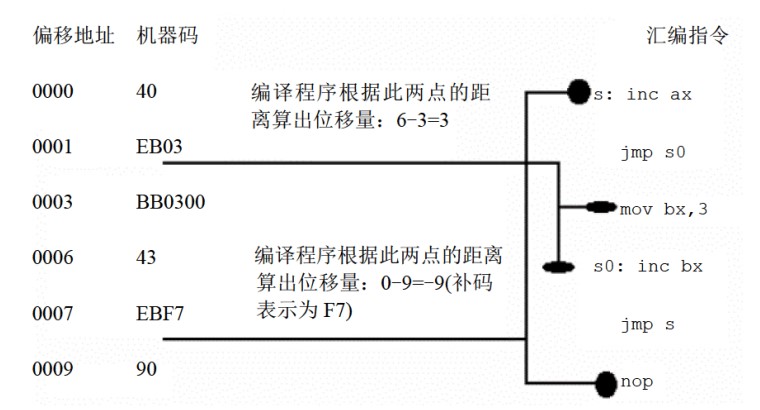 偏移地址 机器码 汇编指令
0000 40 编译程序根据此两点的距 s: inc ax
离算出位移量：6-3=3
0001 EB03 jmp s0
0003 BB0300 mov bx,3
0006 43 编译程序根据此两点的距离 s0: inc bx
算出位移量：0-9=-9(补码
0007 EBF7 表示为 F7) jmp s
0009 90 nop